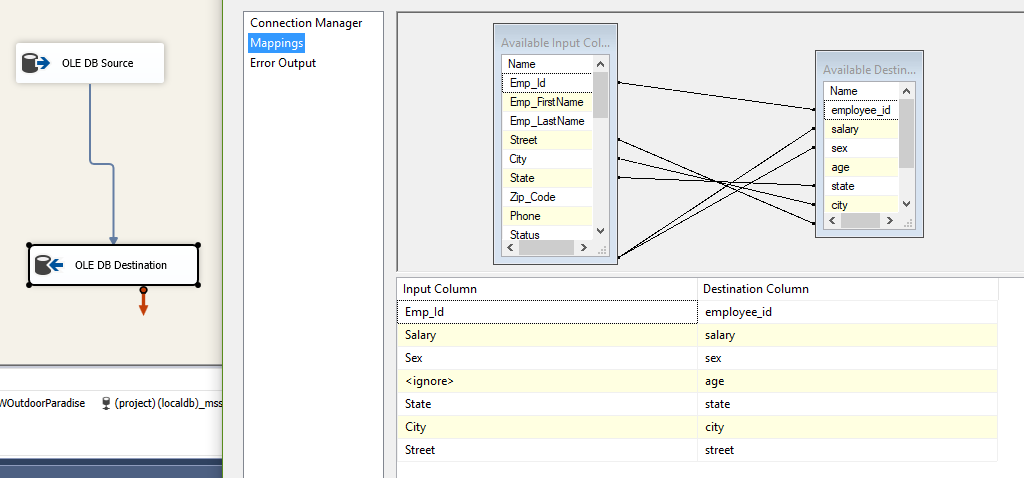 OLE DB Source
OLE DB Destination
WOutdoorParadise
(project) (localdb)_mss
Connection Manager
Mappings
Error Output
Available Input Col...
Name
Emp_Id
Emp_FirstName
Emp_LastName
Street
City
State
Zip_Code
Phone
Status
Available Destin...
Name
employee_id
salary
sex
age
state
city
Input Column Destination Column
Emp_Id employee_id
Salary salary
Sex sex
<ignore> age
State state
City city
Street street